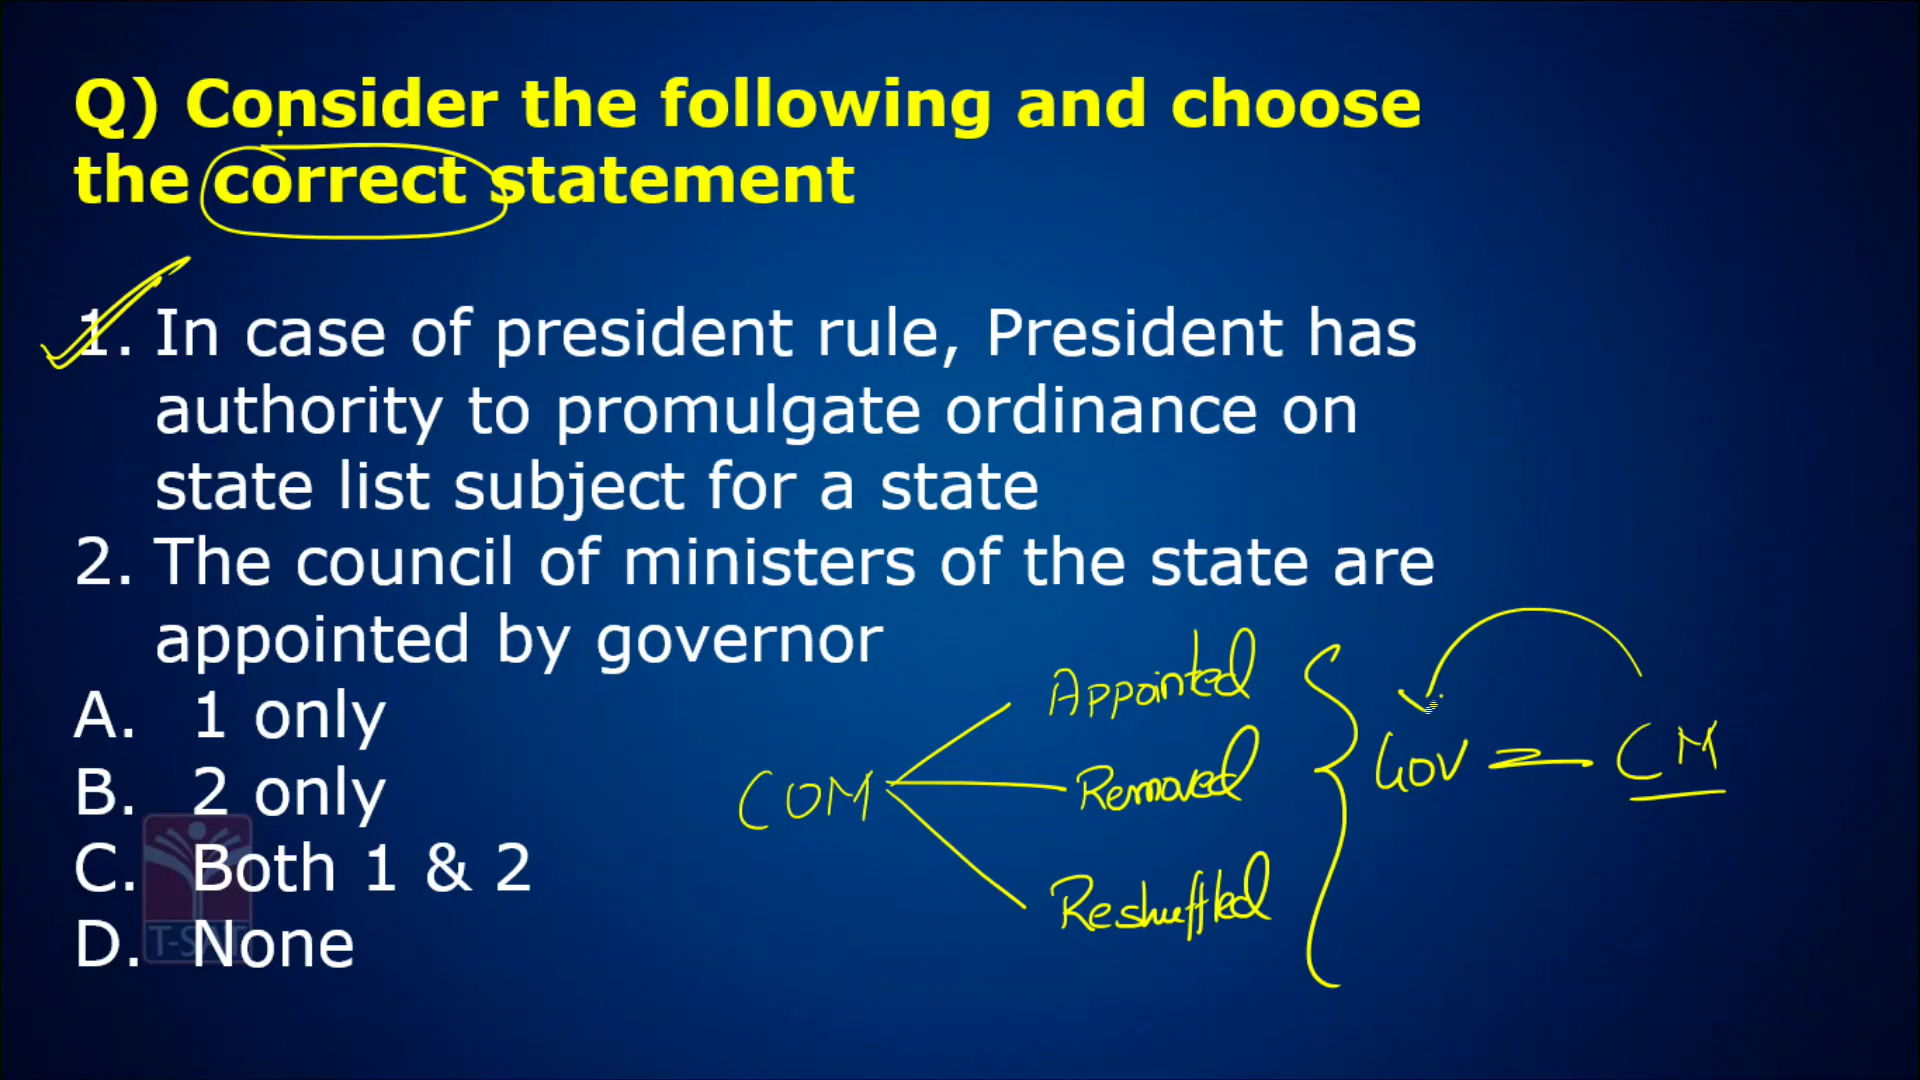 Q) Consider the following and choose
the correct statement
1. In case of president rule, President has
authority to promulgate ordinance on
state list subject for a state
2. The council of ministers of the state are
appointed by governor
A. 1 only
B. 2 only
C. Both 1 & 2
D. None
COM
Appointed
Removed
Reshuffled
Gov
CM
T-SAT